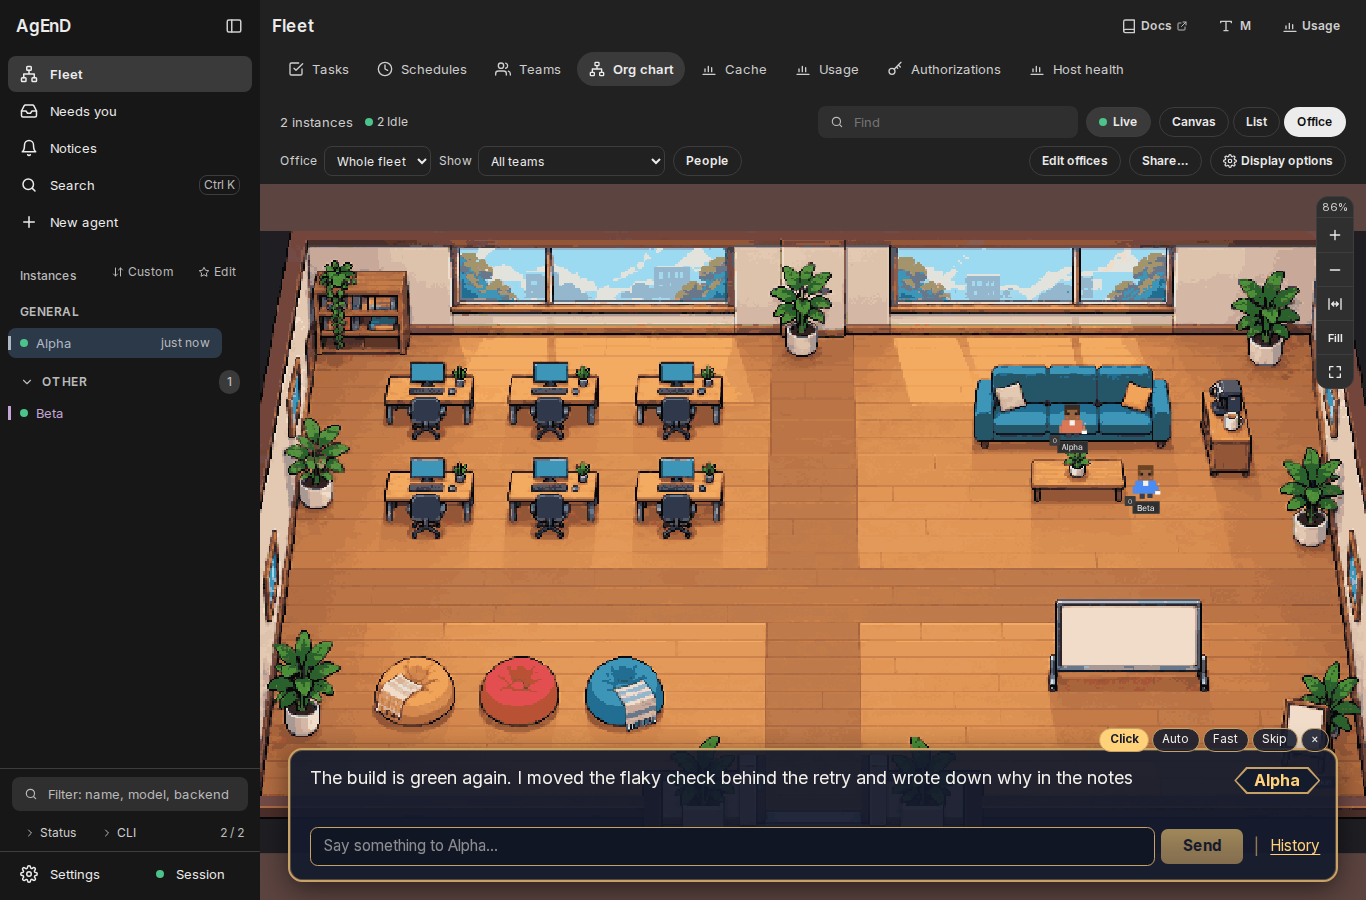 AgEnD
Fleet
Needs you
Notices
Search
Ctrl K
New agent
Instances
Custom
Edit
GENERAL
Alpha
just now
OTHER
1
Beta
Filter: name, model, backend
Status
CLI
2 / 2
Settings
Session
Fleet
Docs
M
Usage
Tasks
Schedules
Teams
Org chart
Cache
Usage
Authorizations
Host health
2 instances
2 Idle
Find
Live
Canvas
List
Office
Office
Whole fleet
Show
All teams
People
Edit offices
Share...
Display options
86%
Fill
0
Alpha
0
Beta
Click
Auto
Fast
Skip
×
The build is green again. I moved the flaky check behind the retry and wrote down why in the notes
Alpha
Say something to Alpha...
Send
History